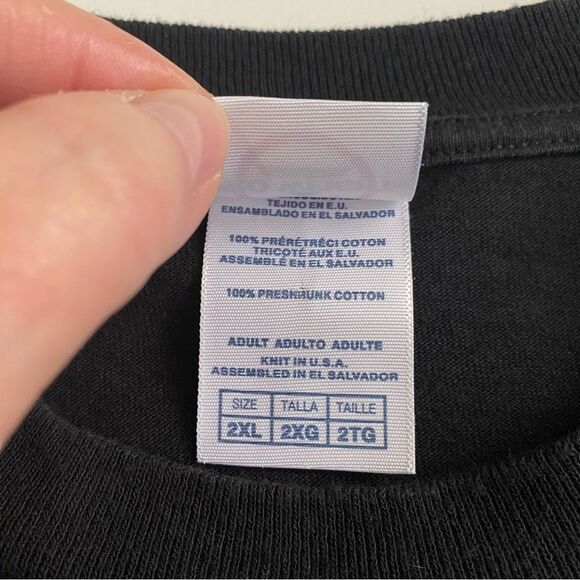 TEJIDO EN E.U.
ENSAMBLADO EN EL SALVADOR
100% PRÉRÉTRÉCI COTON
TRICOTÉ AUX E.U.
ASSEMBLÉ EN EL SALVADOR
100% PRESHRUNK COTTON
ADULT ADULTO ADULTE
KNIT IN U.S.A.
ASSEMBLED IN EL SALVADOR
SIZE TALLA TAILLE
2XL 2XG 2TG